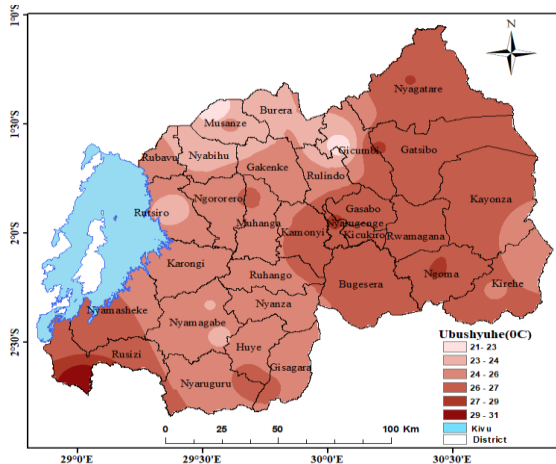 1°0'S
N
Nyagatare
Burera
Musanze
1°30'S
Gicumbi
Gatsibo
Rubavu
Nyabihu
Gakenke
Rulindo
Kayonza
Rutsiro
Ngororero
Gasabo
Muhanga
Kamonyi
Nyarugenge
2°0'S
Kicukiro
Rwamagana
Karongi
Ruhango
Bugesera
Ngoma
Kirehe
Nyamasheke
Nyanza
Nyamagabe
2°30'S
Rusizi
Huye
Gisagara
Nyaruguru
Ubushyuhe(0C)
21 - 23
23 - 24
24 - 26
26 - 27
27 - 29
29 - 31
Kivu
District
0 25 50 100 Km
29°0'E 29°30'E 30°0'E 30°30'E